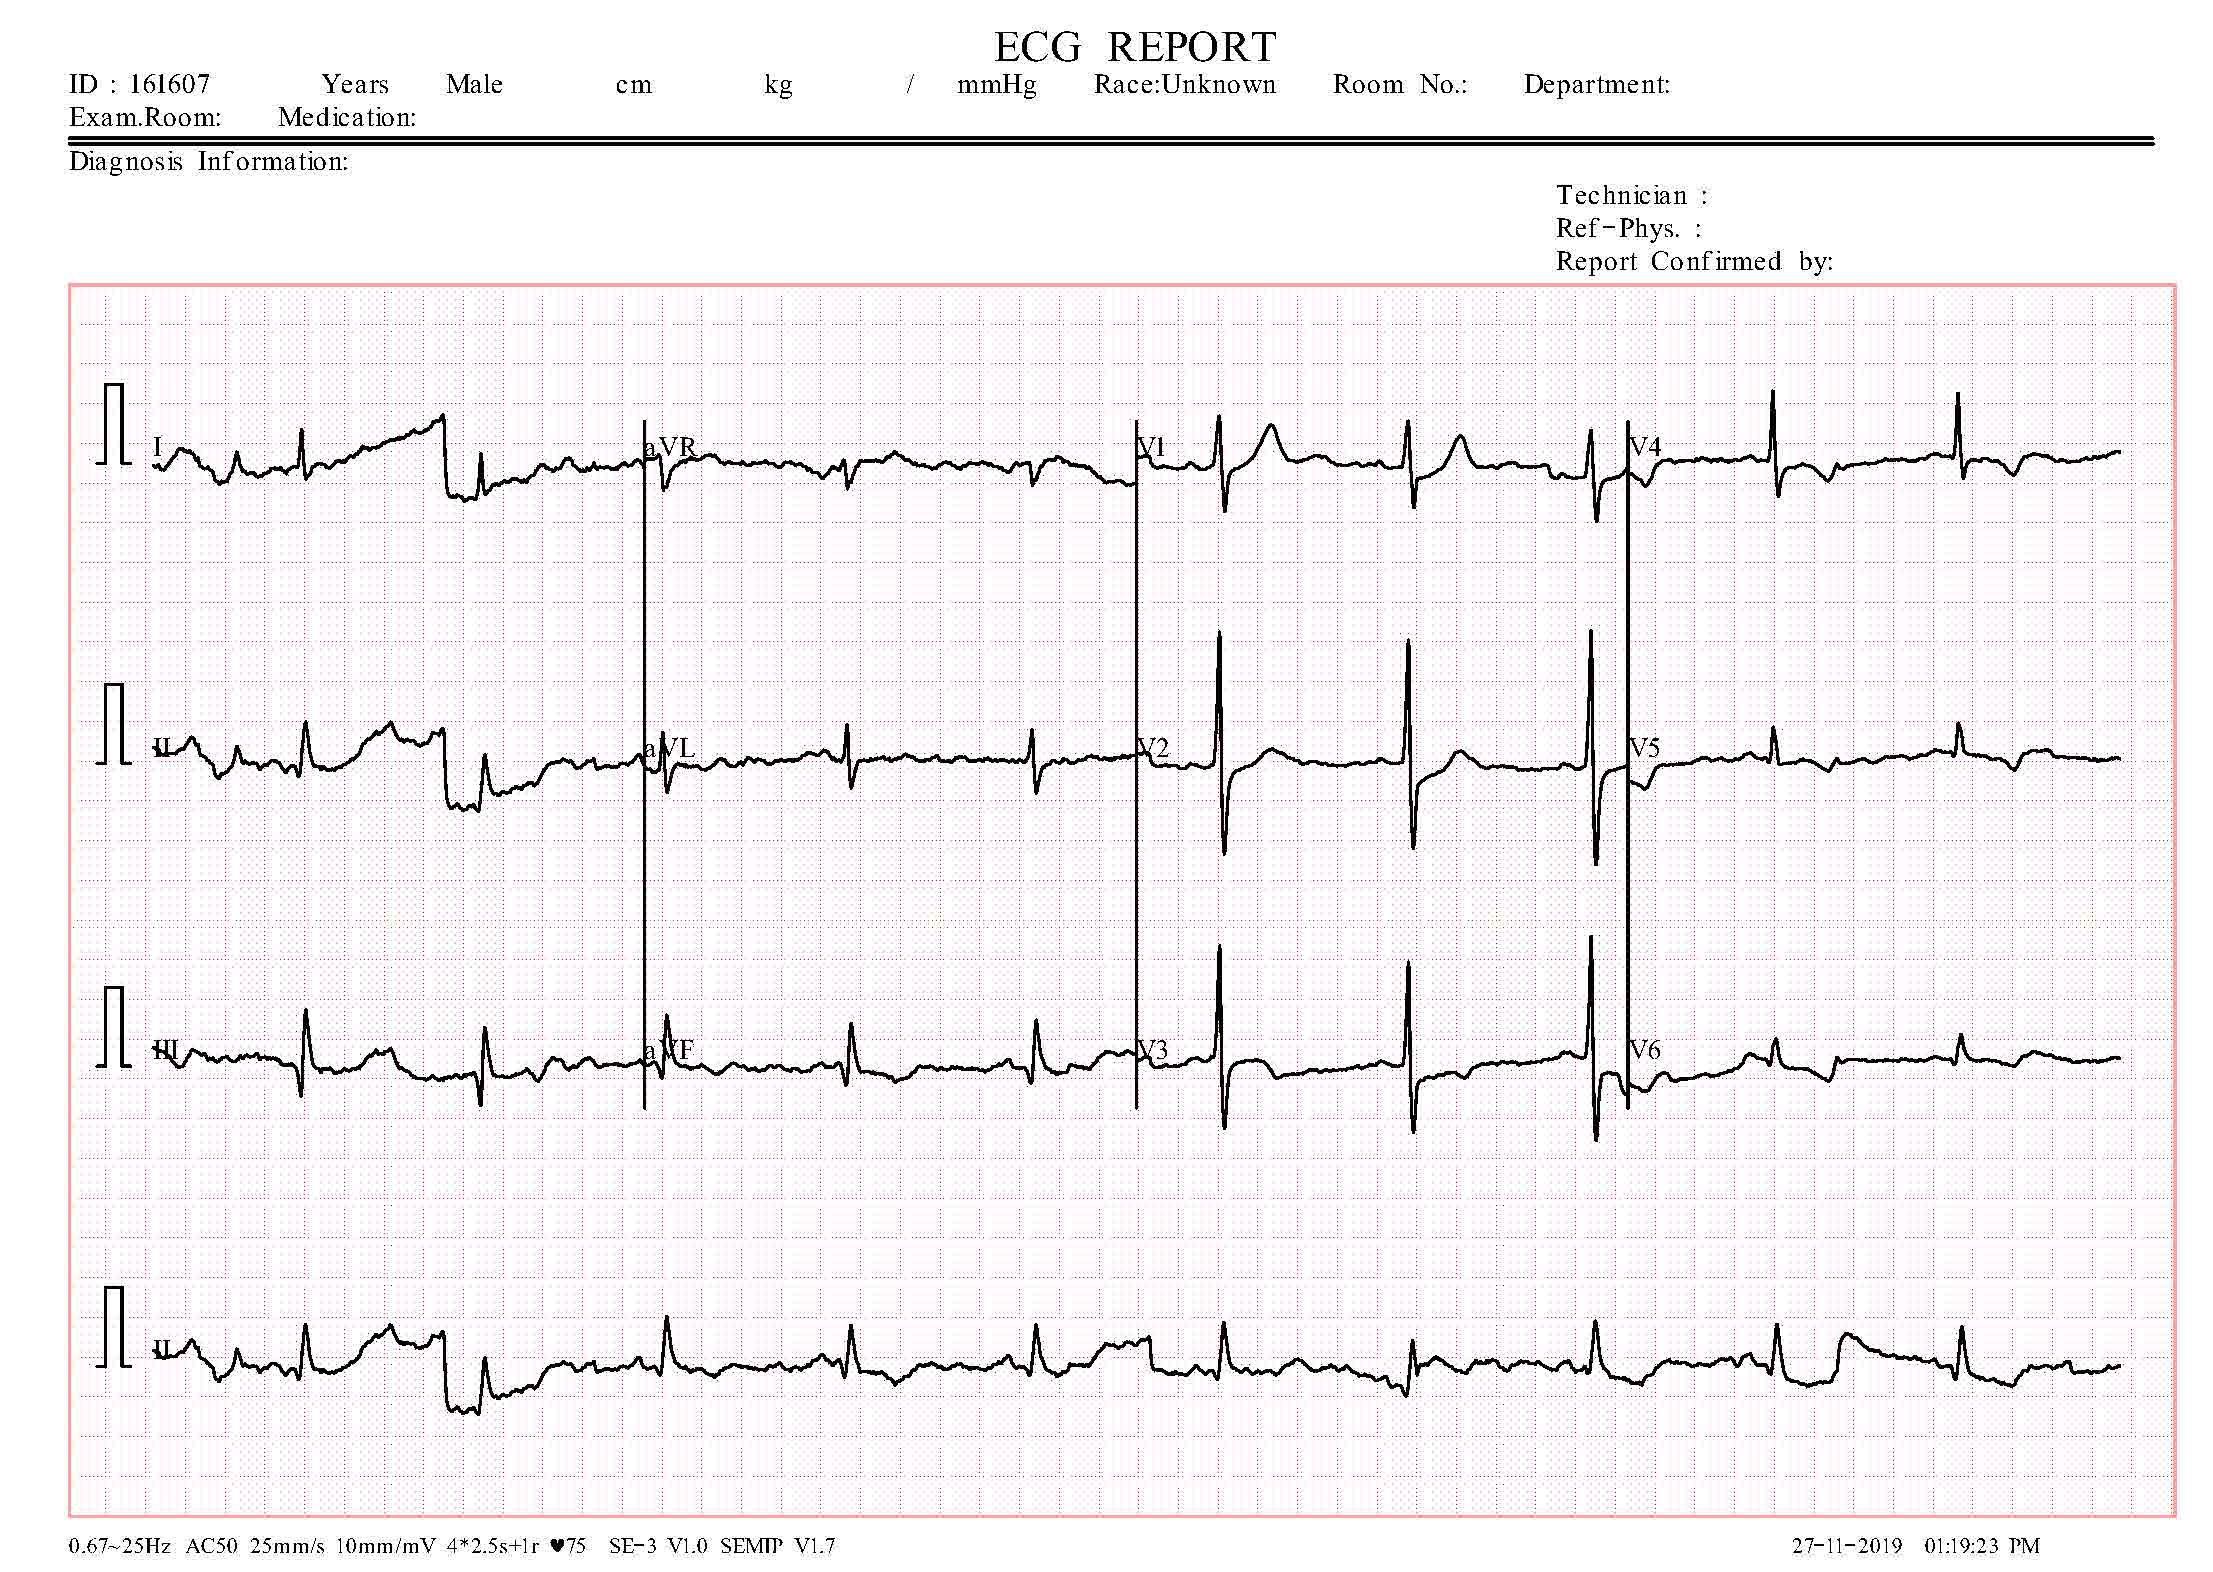 ECG REPORT
ID : 161607 Years Male cm kg / mmHg Race:Unknown Room No.: Department:
Exam.Room: Medication:
Diagnosis Information:
Technician :
Ref-Phys. :
Report Confirmed by:
I aVR V1 V4
II aVL V2 V5
III aVF V3 V6
II
0.67~25Hz AC50 25mm/s 10mm/mV 4*2.5s+1r ♥75 SE-3 V1.0 SEMIP V1.7 27-11-2019 01:19:23 PM